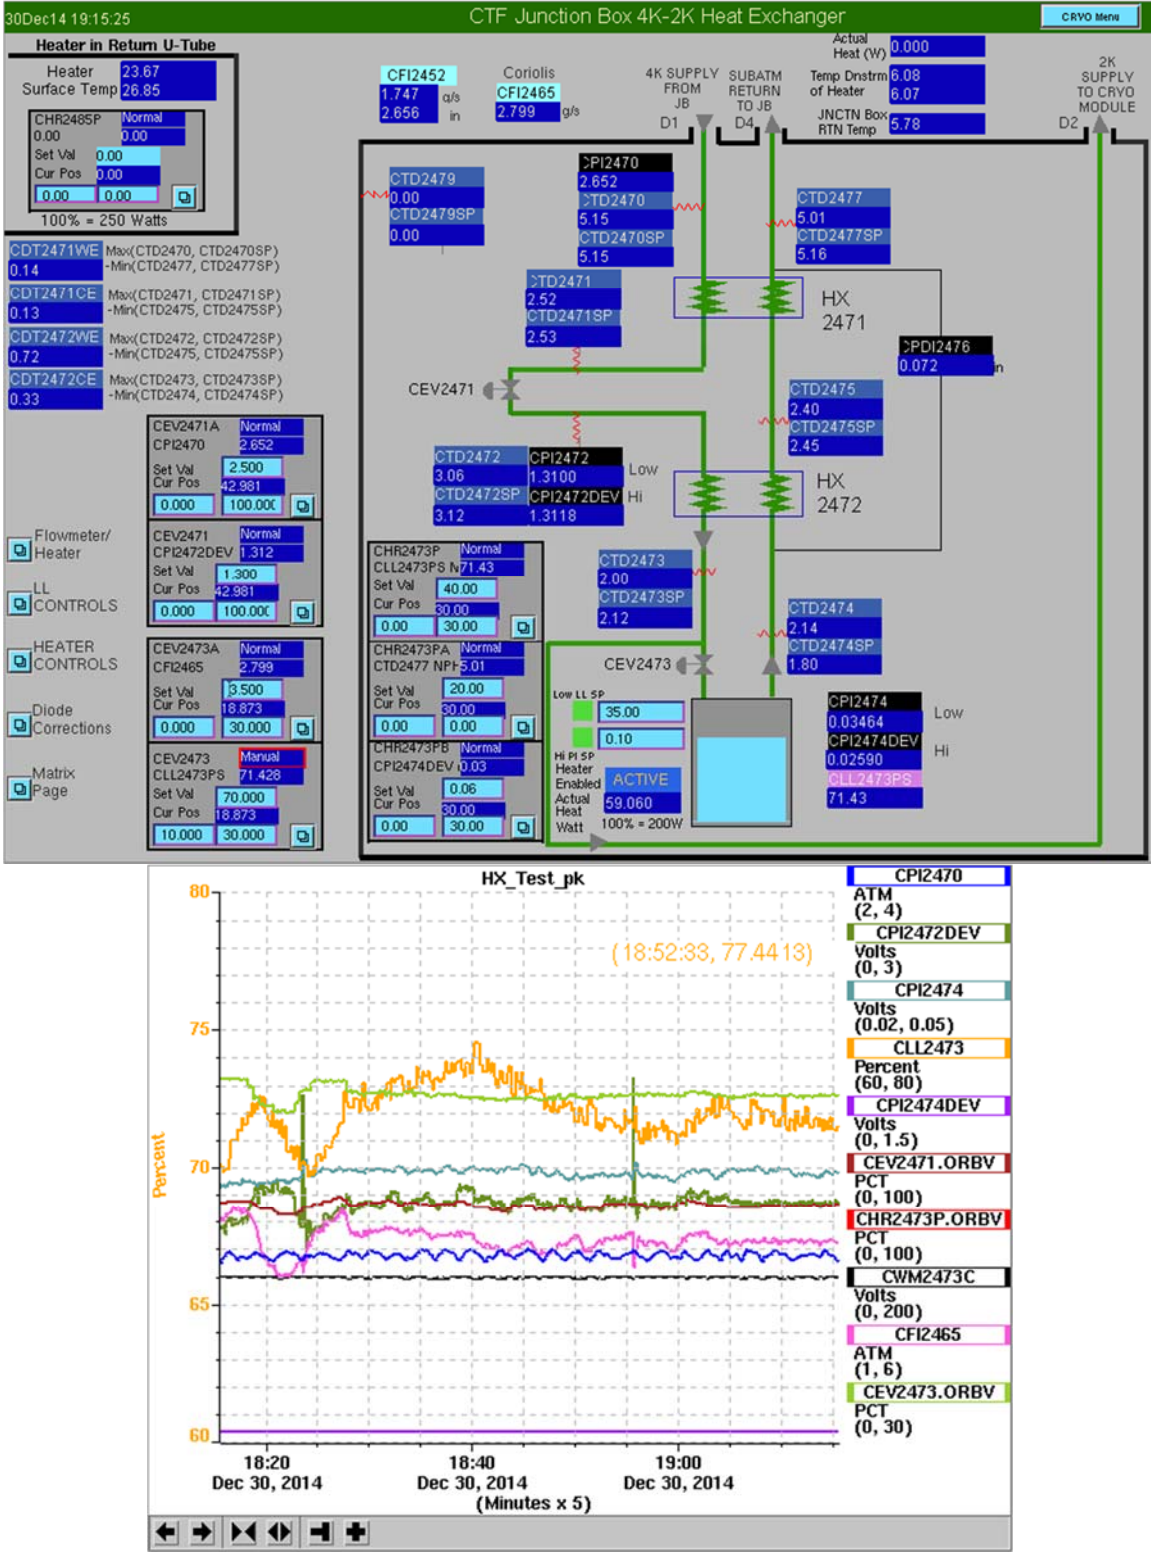 30Dec14 19:15:25
CTF Junction Box 4K-2K Heat Exchanger
CRYO Menu
Heater in Return U-Tube
Heater
23.67
Surface Temp
26.85
CHR2485P
Normal
0.00
0.00
Set Val
0.00
Cur Pos
0.00
0.00
0.00
100% = 250 Watts
CFI2452
1.747
g/s
2.656
in
Coriolis
CFI2465
2.799
g/s
4K SUPPLY
FROM
JB
D1
SUBATM
RETURN
TO JB
D4
Actual
Heat (W)
0.000
Temp Dnstrm
of Heater
6.08
6.07
JNCTN Box
RTN Temp
5.78
2K
SUPPLY
TO CRYO
MODULE
D2
CDT2471WE
0.14
Max(CTD2470, CTD2470SP)
-Min(CTD2477, CTD2477SP)
CDT2471CE
0.13
Max(CTD2471, CTD2471SP)
-Min(CTD2475, CTD2475SP)
CDT2472WE
0.72
Max(CTD2472, CTD2472SP)
-Min(CTD2475, CTD2475SP)
CDT2472CE
0.33
Max(CTD2473, CTD2473SP)
-Min(CTD2474, CTD2474SP)
CTD2479
0.00
CTD2479SP
0.00
CPI2470
2.652
CTD2470
5.15
CTD2470SP
5.15
CTD2477
5.01
CTD2477SP
5.16
CTD2471
2.52
CTD2471SP
2.53
HX
2471
CPDI2476
0.072
in
CEV2471
CTD2475
2.40
CTD2475SP
2.45
CTD2472
3.06
CTD2472SP
3.12
CPI2472
1.3100
Low
CPI2472DEV
Hi
1.3118
HX
2472
CTD2473
2.00
CTD2473SP
2.12
CTD2474
2.14
CTD2474SP
1.80
CEV2473
CEV2471A
Normal
CPI2470
2.652
Set Val
2.500
Cur Pos
42.981
0.000
100.00(
CEV2471
Normal
CPI2472DEV
1.312
Set Val
1.300
Cur Pos
42.981
0.000
100.00(
CEV2473A
Normal
CFI2465
2.799
Set Val
3.500
Cur Pos
18.873
0.000
30.000
CEV2473
Manual
CLL2473PS
71.428
Set Val
70.000
Cur Pos
18.873
10.000
30.000
Flowmeter/
Heater
LL
CONTROLS
HEATER
CONTROLS
Diode
Corrections
Matrix
Page
CHR2473P
Normal
CLL2473PS N
71.43
Set Val
40.00
Cur Pos
30.00
0.00
30.00
CHR2473PA
Normal
CTD2477 NPH
5.01
Set Val
20.00
Cur Pos
30.00
0.00
0.00
CHR2473PB
Normal
CPI2474DEV
0.03
Set Val
0.06
Cur Pos
30.00
0.00
30.00
Low LL SP
35.00
0.10
Hi PI SP
Heater
Enabled
ACTIVE
Actual
Heat
59.060
Watt
100% = 200W
CPI2474
0.03464
Low
CPI2474DEV
Hi
0.02590
CLL2473PS
71.43
HX_Test_pk
(18:52:33, 77.4413)
80
75
70
65
60
Percent
18:20
Dec 30, 2014
18:40
Dec 30, 2014
19:00
Dec 30, 2014
(Minutes x 5)
CPI2470
ATM
(2, 4)
CPI2472DEV
Volts
(0, 3)
CPI2474
Volts
(0.02, 0.05)
CLL2473
Percent
(60, 80)
CPI2474DEV
Volts
(0, 1.5)
CEV2471.ORBV
PCT
(0, 100)
CHR2473P.ORBV
PCT
(0, 100)
CWM2473C
Volts
(0, 200)
CFI2465
ATM
(1, 6)
CEV2473.ORBV
PCT
(0, 30)